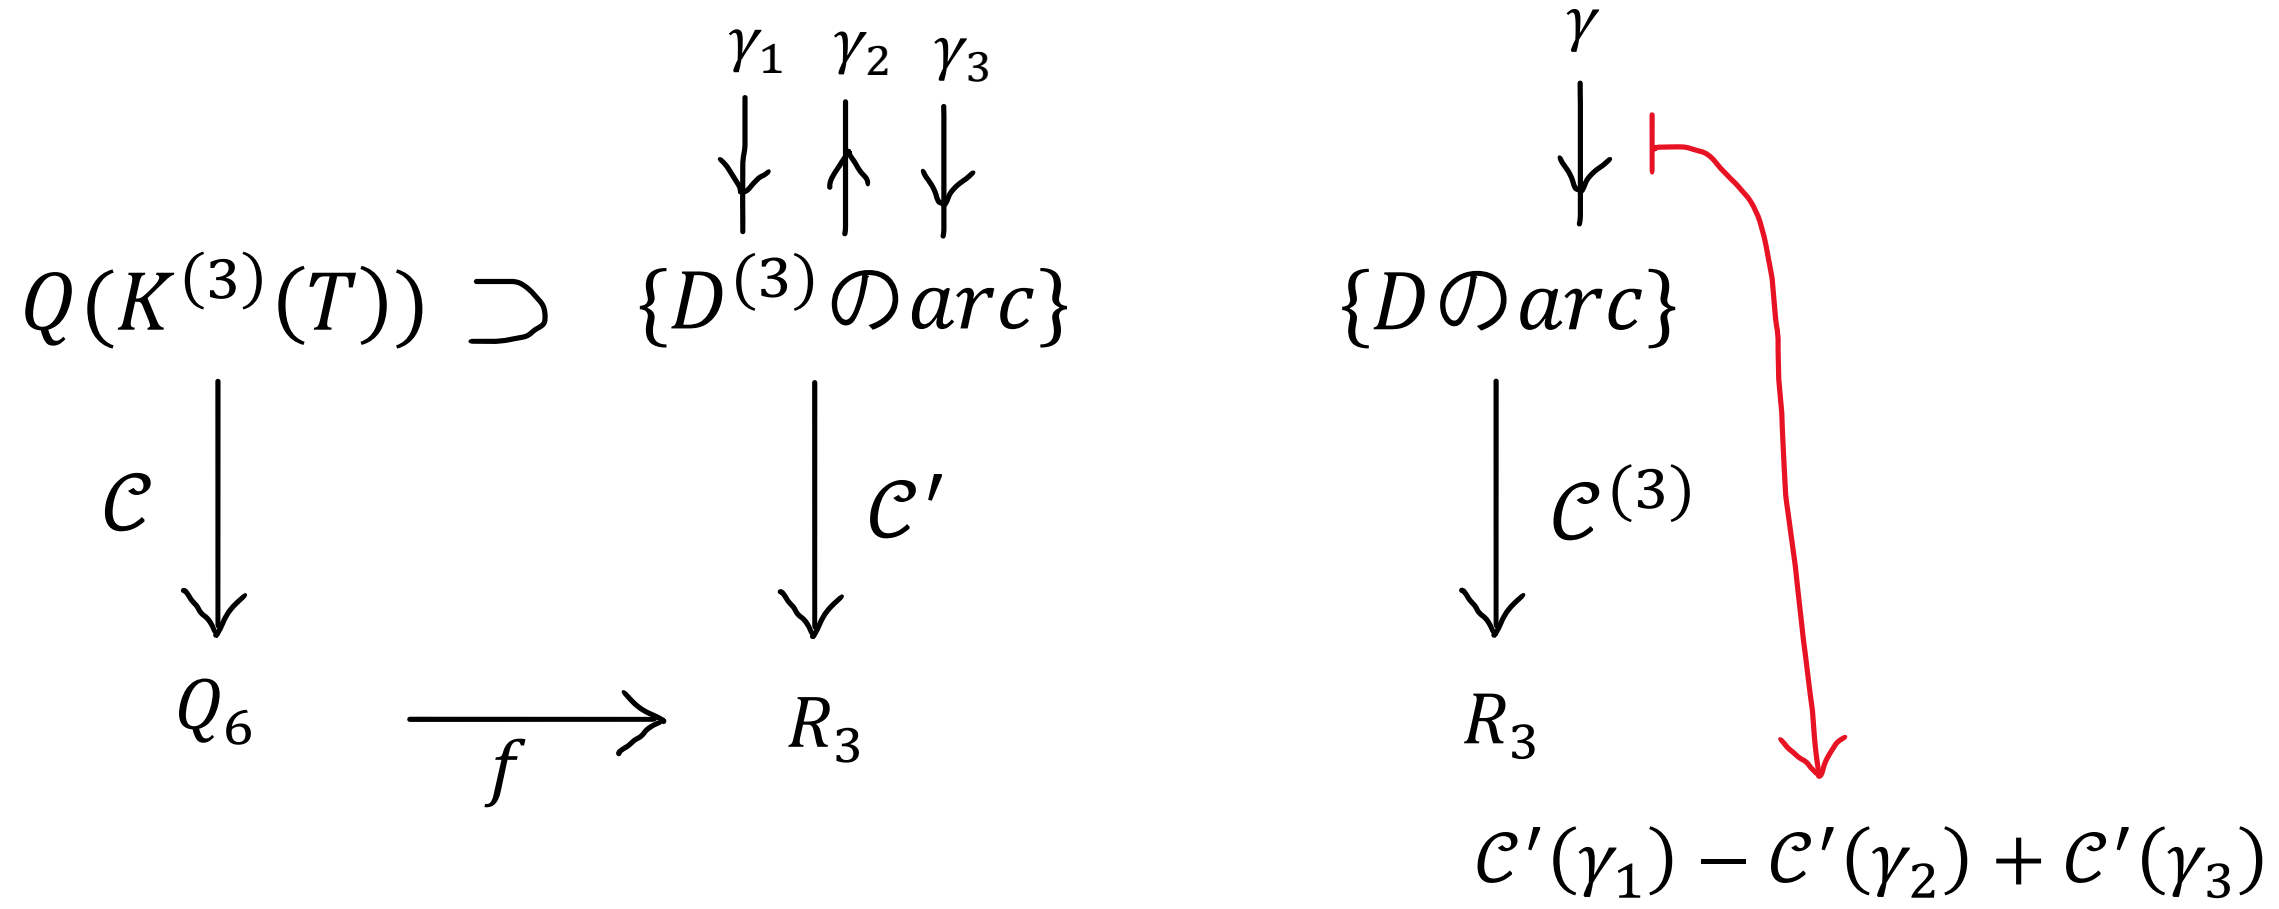 γ₁ γ₂ γ₃ γ
Q(K⁽³⁾(T)) ⊃ {D⁽³⁾のarc} {Dのarc}
𝒞 𝒞′ 𝒞⁽³⁾
Q₆ f R₃ R₃
𝒞′(γ₁) − 𝒞′(γ₂) + 𝒞′(γ₃)